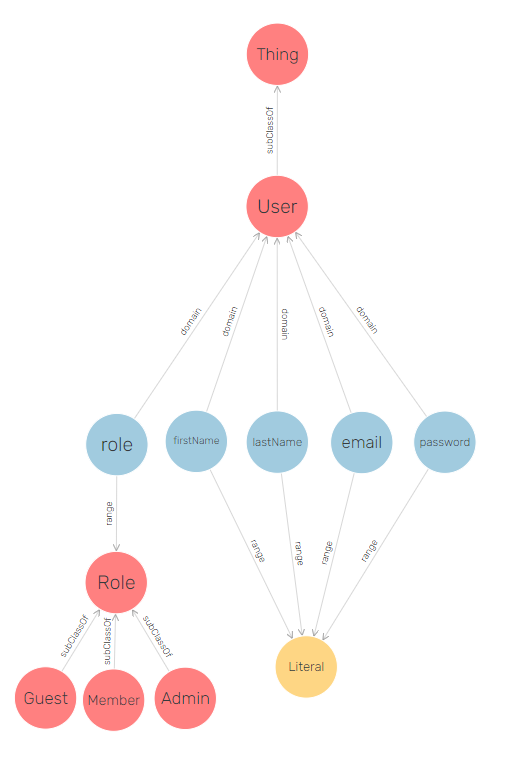 Thing
subClassOf
User
domain
domain
domain
domain
domain
role
firstName
lastName
email
password
range
range
range
range
range
Role
subClassOf
subClassOf
subClassOf
Literal
Guest
Member
Admin